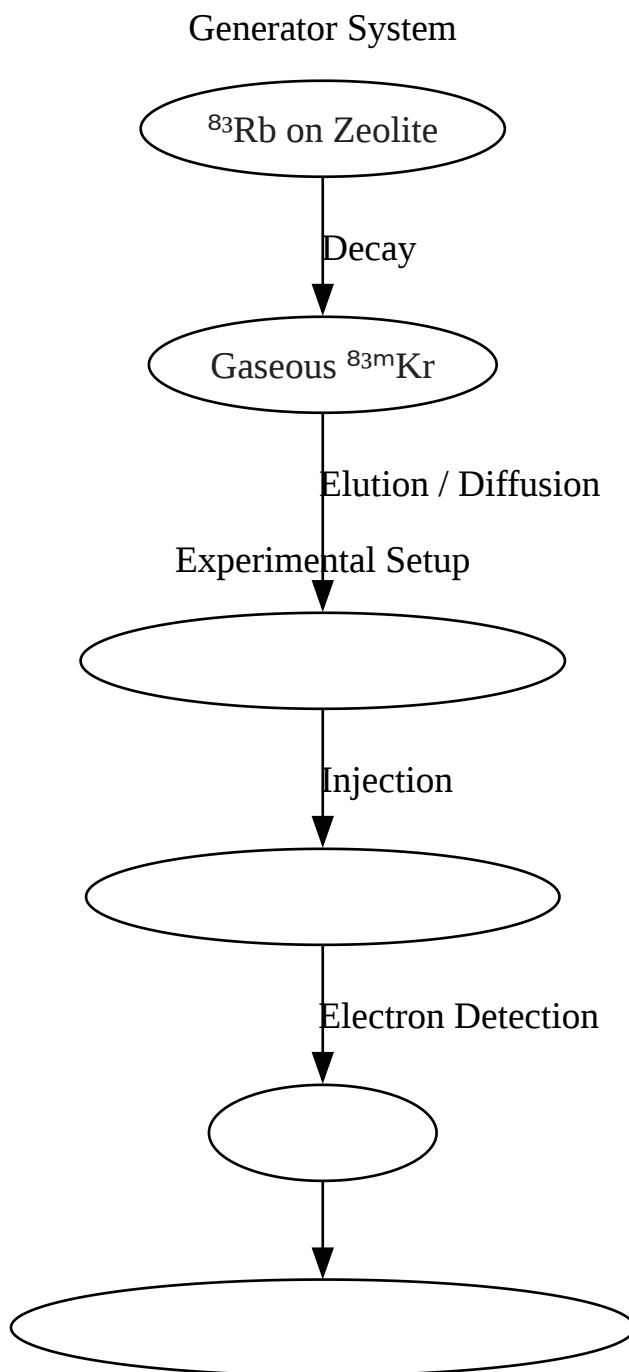 Generator System
⁸³Rb on Zeolite
Decay
Gaseous ⁸³ᵐKr
Elution / Diffusion
Experimental Setup
Injection
Electron Detection